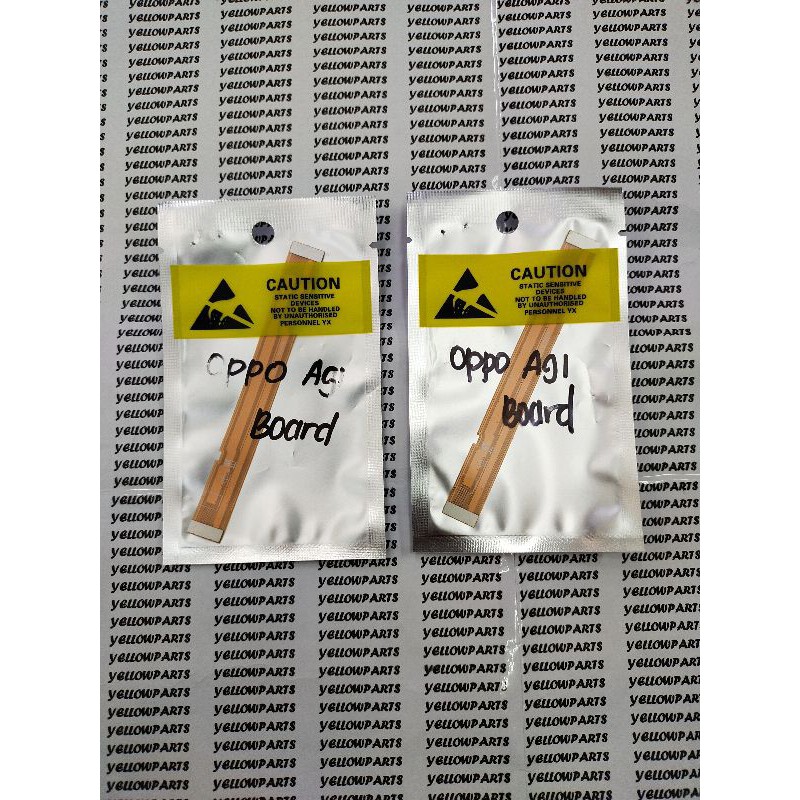 CAUTION
STATIC SENSITIVE
DEVICES
NOT TO BE HANDLED
BY UNAUTHORISED
PERSONNEL YX
Oppo
Board
CAUTION
STATIC SENSITIVE
DEVICES
NOT TO BE HANDLED
BY UNAUTHORISED
PERSONNEL YX
Oppo A91
Board
yellowPARTS